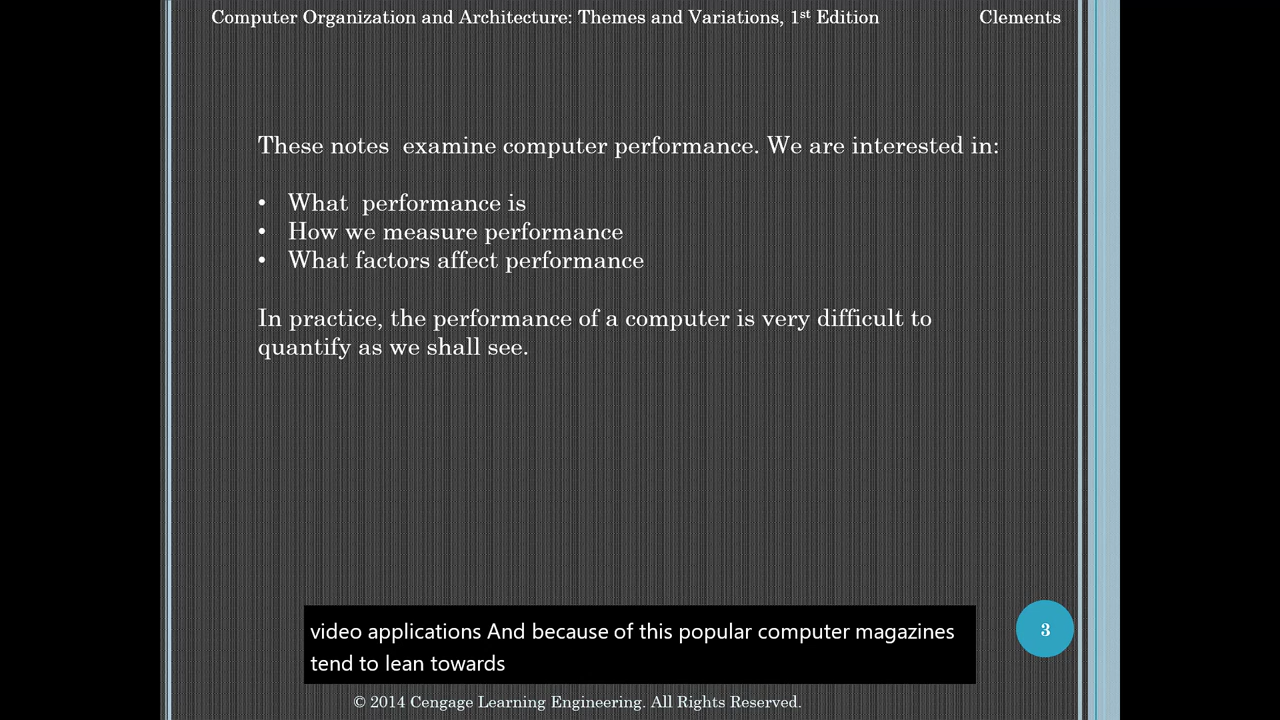 Computer Organization and Architecture: Themes and Variations, 1st Edition Clements
These notes  examine computer performance. We are interested in:
• What  performance is
• How we measure performance
• What factors affect performance
In practice, the performance of a computer is very difficult to
quantify as we shall see.
video applications And because of this popular computer magazines
tend to lean towards
3
© 2014 Cengage Learning Engineering. All Rights Reserved.